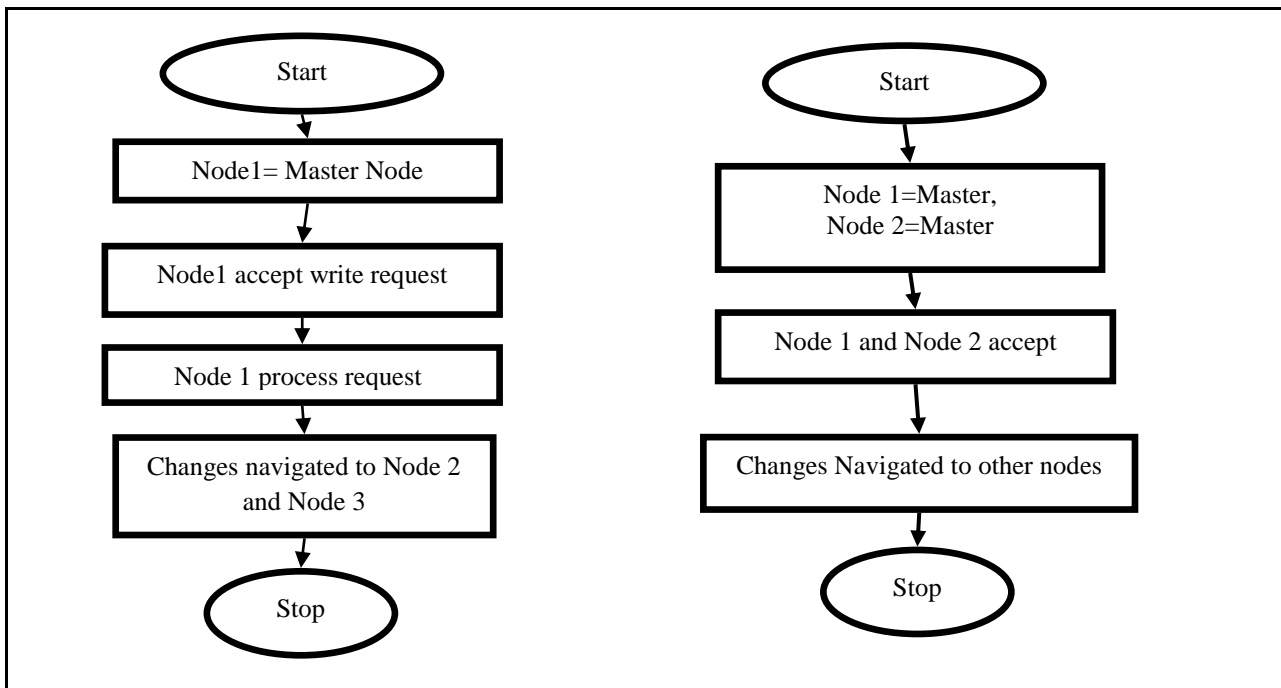 Start
Node1= Master Node
Node1 accept write request
Node 1 process request
Changes navigated to Node 2
and Node 3
Stop
Start
Node 1=Master,
Node 2=Master
Node 1 and Node 2 accept
Changes Navigated to other nodes
Stop